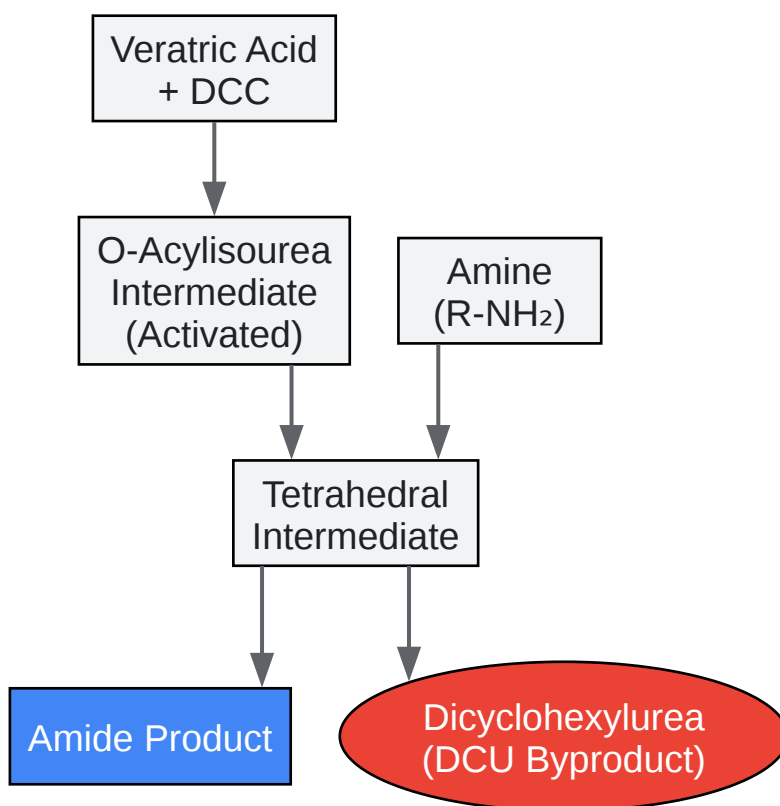 Veratric Acid
+ DCC
O-Acylisourea
Intermediate
(Activated)
Amine
(R-NH₂)
Tetrahedral
Intermediate
Amide Product
Dicyclohexylurea
(DCU Byproduct)